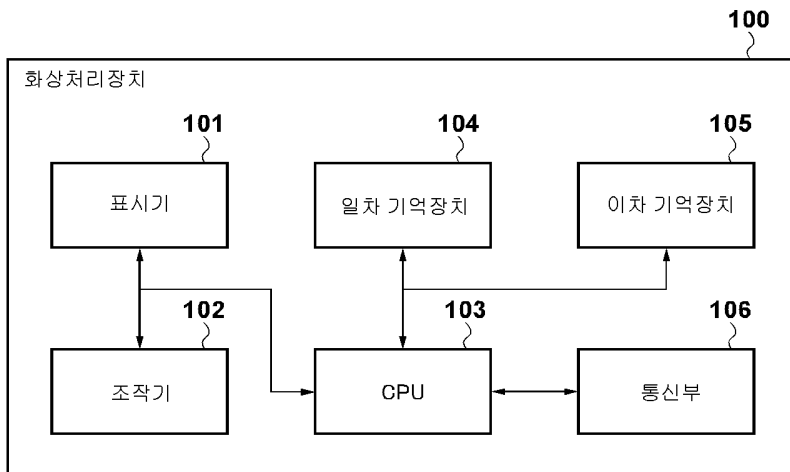 100
화상처리장치
101
104
105
표시기
일차 기억장치
이차 기억장치
102
103
106
조작기
CPU
통신부